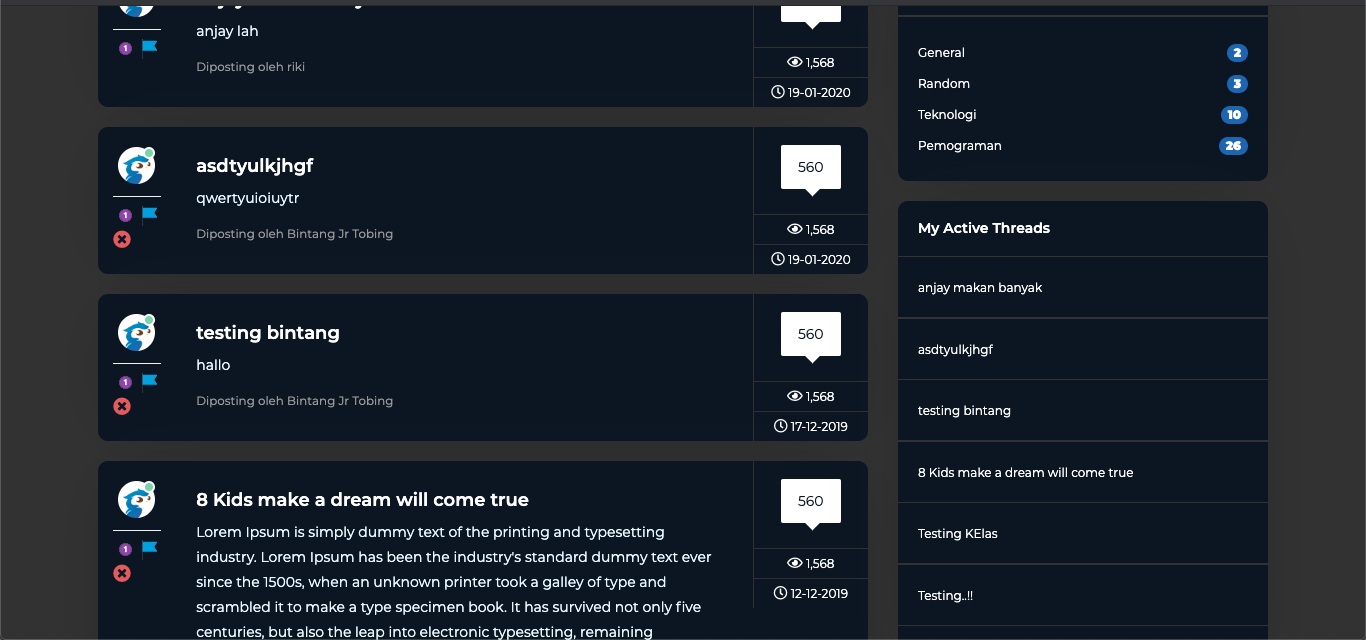 anjay lah
1
Diposting oleh riki
1,568
19-01-2020
asdtyulkjhgf
qwertyuioiuytr
1
Diposting oleh Bintang Jr Tobing
560
1,568
19-01-2020
testing bintang
hallo
1
Diposting oleh Bintang Jr Tobing
560
1,568
17-12-2019
8 Kids make a dream will come true
Lorem Ipsum is simply dummy text of the printing and typesetting
industry. Lorem Ipsum has been the industry's standard dummy text ever
since the 1500s, when an unknown printer took a galley of type and
scrambled it to make a type specimen book. It has survived not only five
centuries, but also the leap into electronic typesetting, remaining
1
560
1,568
12-12-2019
General 2
Random 3
Teknologi 10
Pemograman 26
My Active Threads
anjay makan banyak
asdtyulkjhgf
testing bintang
8 Kids make a dream will come true
Testing KElas
Testing..!!